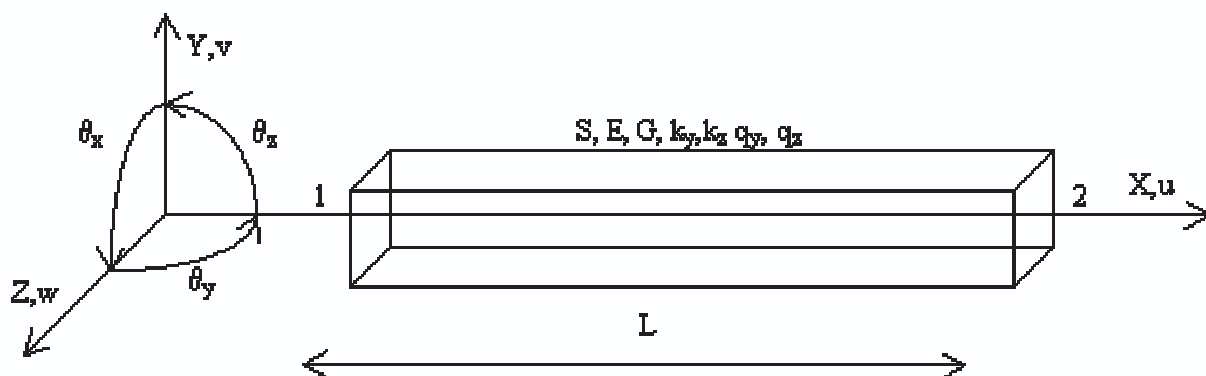 Y,v
θx
θz
S, E, G, ky,kz qy, qz
1
2
X,u
θy
Z,w
L